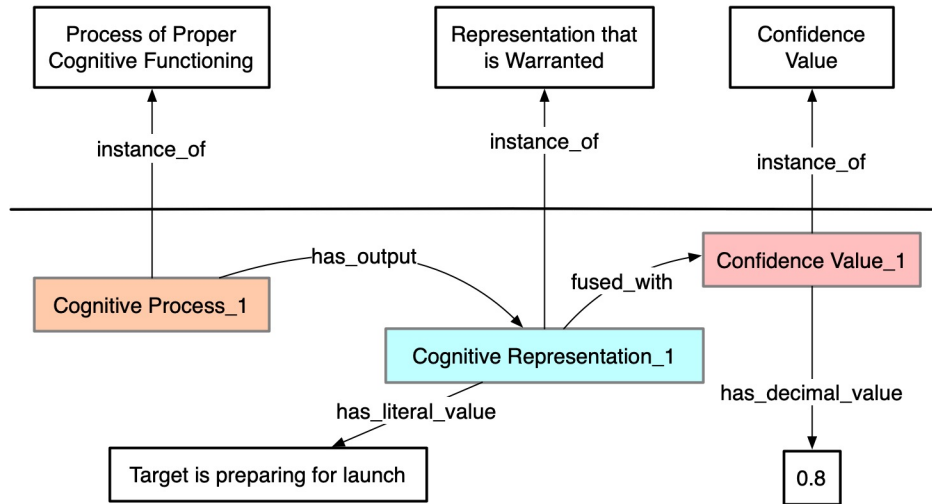 Process of Proper
Cognitive Functioning
Representation that
is Warranted
Confidence
Value
instance_of
instance_of
instance_of
has_output
fused_with
Confidence Value_1
Cognitive Process_1
Cognitive Representation_1
has_literal_value
has_decimal_value
Target is preparing for launch
0.8